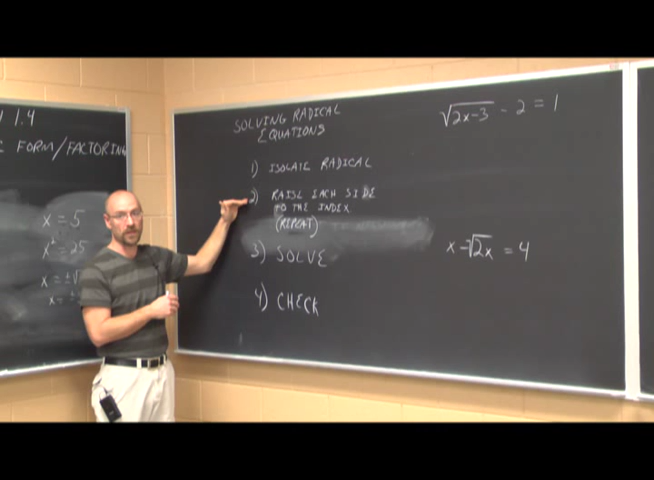 1.4
FORM/FACTORING
x = 5
x² = 25
x = ±√
x = ±
SOLVING RADICAL
EQUATIONS
1) ISOLATE RADICAL
2) RAISE EACH SIDE
TO THE INDEX
(REPEAT)
3) SOLVE
4) CHECK
√2x-3 - 2 = 1
x - √2x = 4